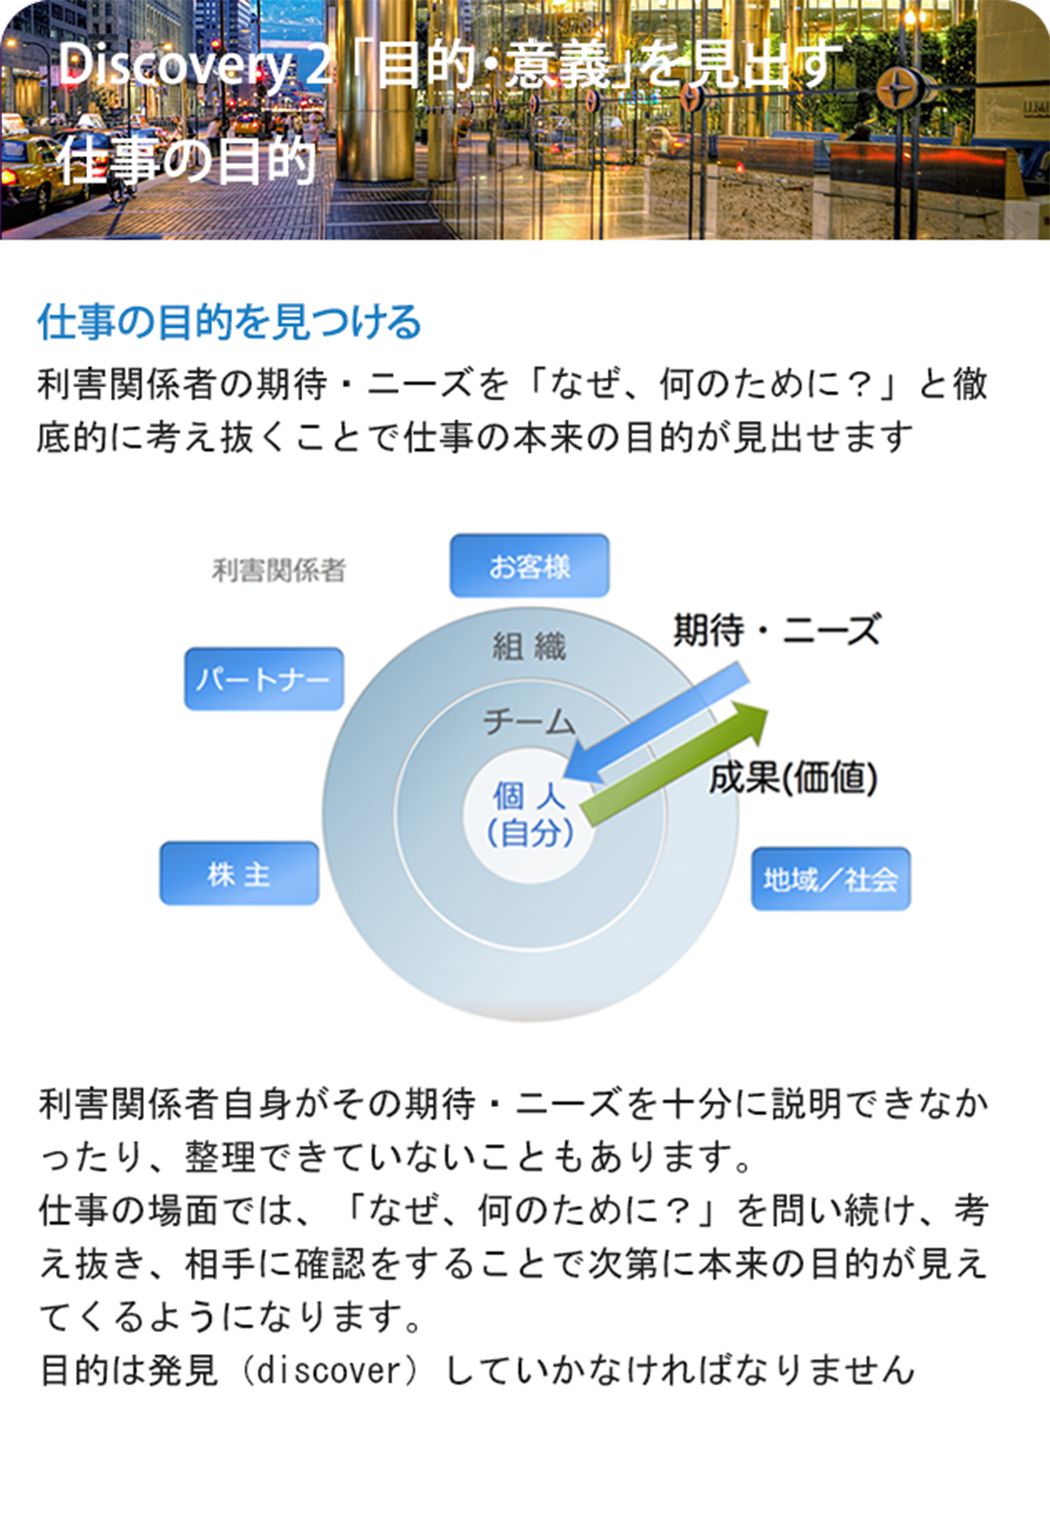 Discovery 2 「目的・意義」を見出す
仕事の目的
仕事の目的を見つける
利害関係者の期待・ニーズを「なぜ、何のために？」と徹
底的に考え抜くことで仕事の本来の目的が見出せます
利害関係者
お客様
組 織
期待・ニーズ
パートナー
チーム
成果(価値)
個 人
（自分）
株 主
地域／社会
利害関係者自身がその期待・ニーズを十分に説明できなか
ったり、整理できていないこともあります。
仕事の場面では、「なぜ、何のために？」を問い続け、考
え抜き、相手に確認をすることで次第に本来の目的が見え
てくるようになります。
目的は発見（discover）していかなければなりません